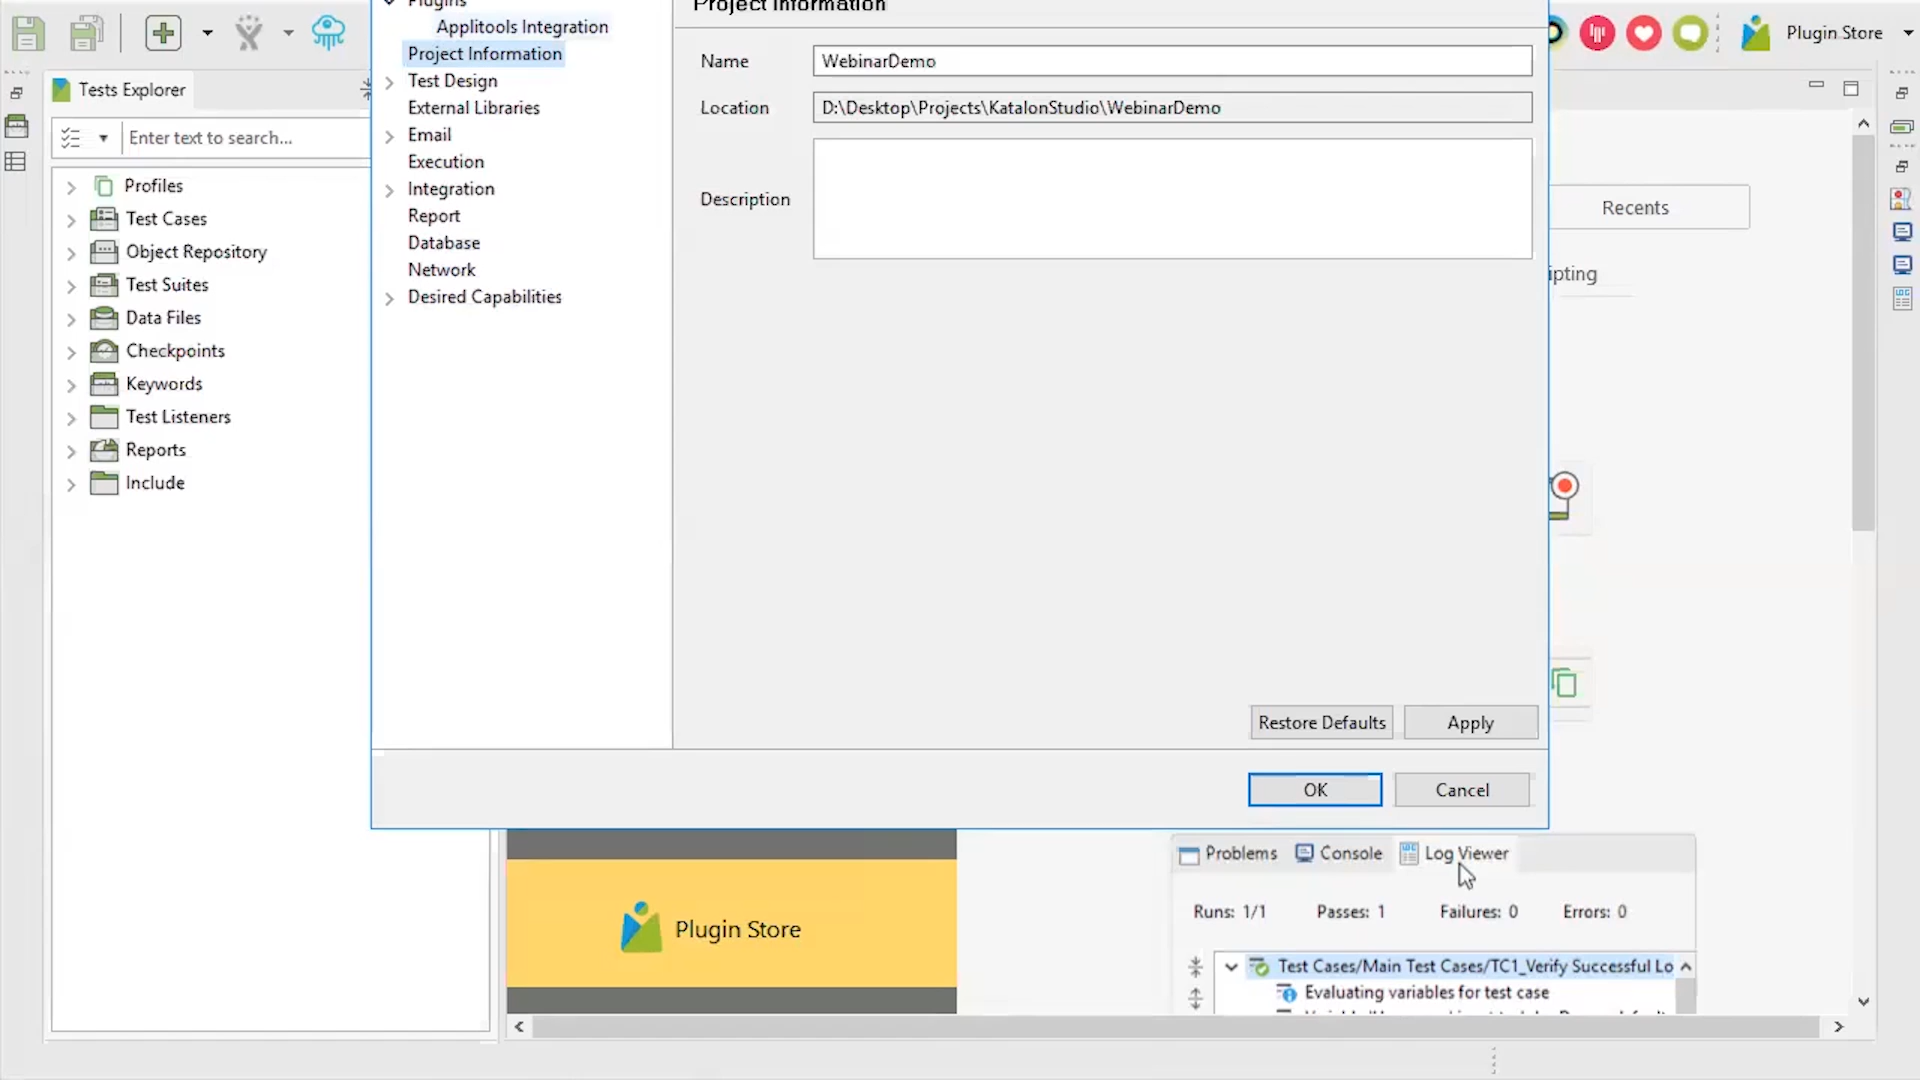 Plugins
Project Information
Applitools Integration
Project Information
Test Design
External Libraries
Email
Execution
Integration
Report
Database
Network
Desired Capabilities
Name
WebinarDemo
Location
D:\Desktop\Projects\KatalonStudio\WebinarDemo
Description
Restore Defaults
Apply
OK
Cancel
Plugin Store
Tests Explorer
Enter text to search...
Profiles
Test Cases
Object Repository
Test Suites
Data Files
Checkpoints
Keywords
Test Listeners
Reports
Include
Recents
ipting
Plugin Store
Problems
Console
Log Viewer
Runs: 1/1
Passes: 1
Failures: 0
Errors: 0
Test Cases/Main Test Cases/TC1_Verify Successful Lo
Evaluating variables for test case